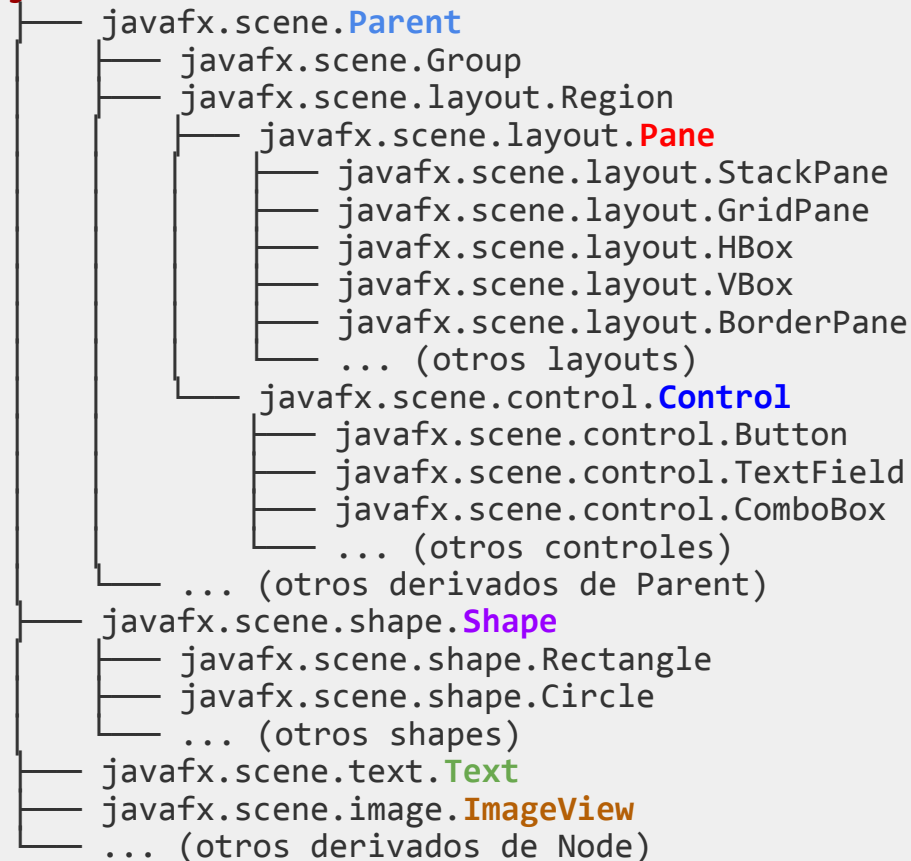 javafx.scene.Parent
javafx.scene.Group
javafx.scene.layout.Region
javafx.scene.layout.Pane
javafx.scene.layout.StackPane
javafx.scene.layout.GridPane
javafx.scene.layout.HBox
javafx.scene.layout.VBox
javafx.scene.layout.BorderPane
... (otros layouts)
javafx.scene.control.Control
javafx.scene.control.Button
javafx.scene.control.TextField
javafx.scene.control.ComboBox
... (otros controles)
... (otros derivados de Parent)
javafx.scene.shape.Shape
javafx.scene.shape.Rectangle
javafx.scene.shape.Circle
... (otros shapes)
javafx.scene.text.Text
javafx.scene.image.ImageView
... (otros derivados de Node)